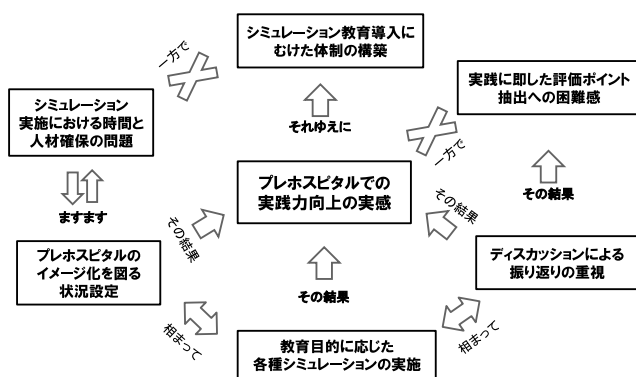 シミュレーション教育導入に
むけた体制の構築
一方で
実践に即した評価ポイント
抽出への困難感
シミュレーション
実施における時間と
人材確保の問題
それゆえに
一方で
プレホスピタルでの
実践力向上の実感
その結果
ますます
その結果
その結果
プレホスピタルの
イメージ化を図る
状況設定
ディスカッションによる
振り返りの重視
その結果
相まって
教育目的に応じた
各種シミュレーションの実施
相まって